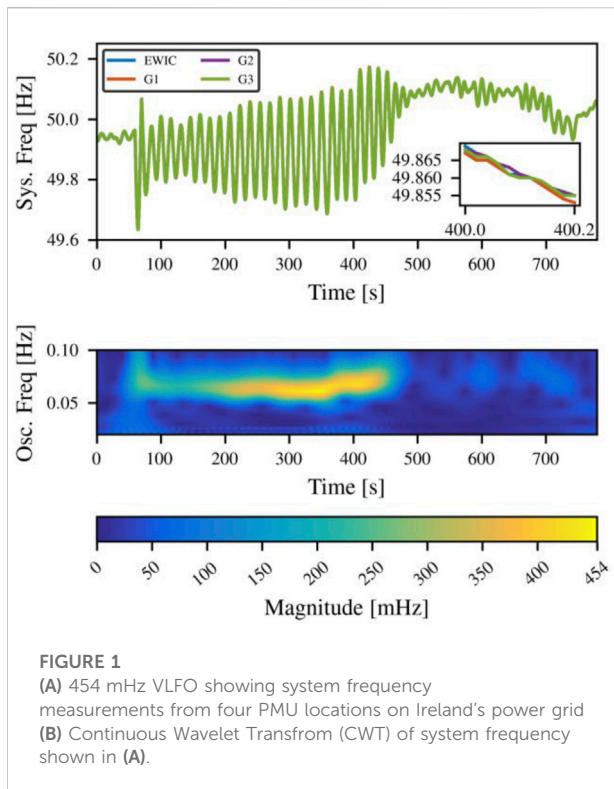 50.2
50.0
49.8
49.6
Sys. Freq [Hz]
EWIC G2
G1 G3
49.865
49.860
49.855
400.0 400.2
0 100 200 300 400 500 600 700
Time [s]
0.10
0.05
Osc. Freq [Hz]
0 100 200 300 400 500 600 700
Time [s]
0 50 100 150 200 250 300 350 400 454
Magnitude [mHz]
FIGURE 1
(A) 454 mHz VLFO showing system frequency
measurements from four PMU locations on Ireland's power grid
(B) Continuous Wavelet Transfrom (CWT) of system frequency
shown in (A).